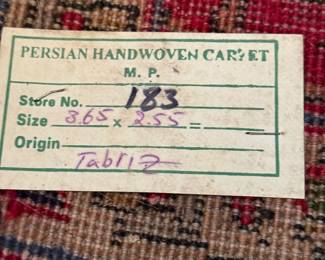 PERSIAN HANDWOVEN CARPET
M. P.
Store No. 183
Size 3.65 x 2.55 =
Origin
Tabriz